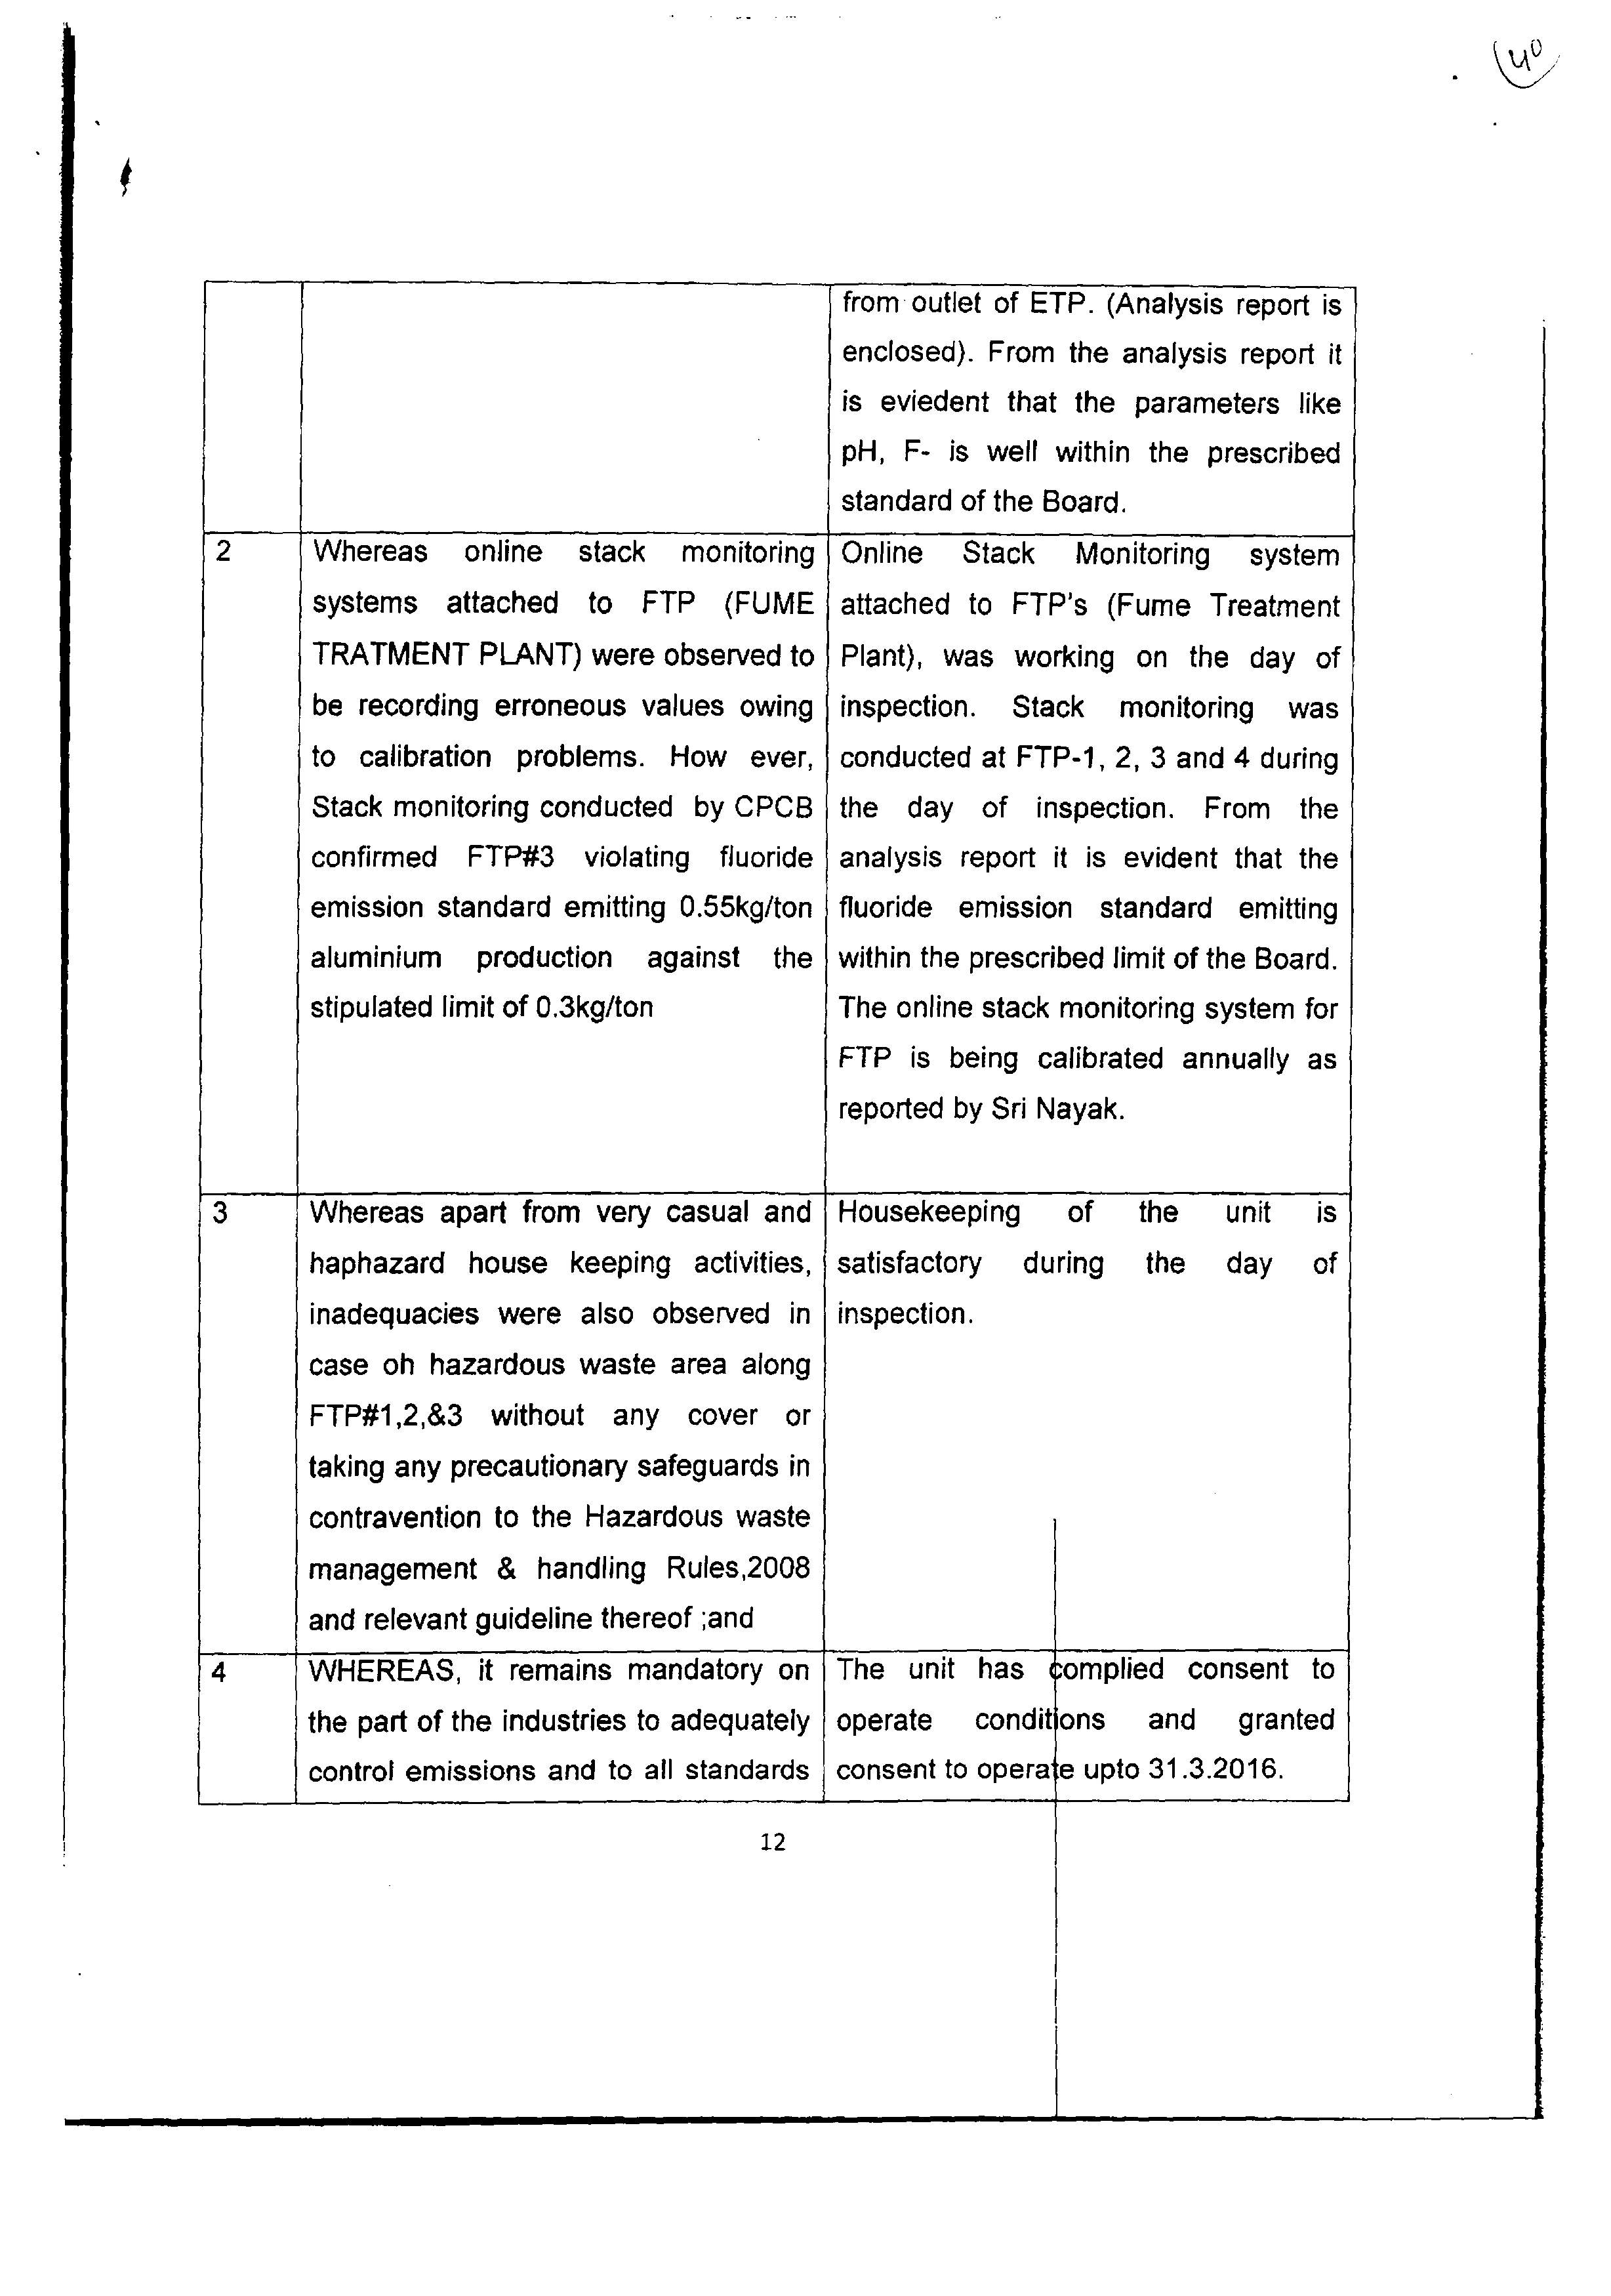 40
from outlet of ETP. (Analysis report is
enclosed). From the analysis report it
is eviedent that the parameters like
pH, F- is well within the prescribed
standard of the Board.
2
Whereas online stack monitoring
systems attached to FTP (FUME
TRATMENT PLANT) were observed to
be recording erroneous values owing
to calibration problems. How ever,
Stack monitoring conducted by CPCB
confirmed FTP#3 violating fluoride
emission standard emitting 0.55kg/ton
aluminium production against the
stipulated limit of 0.3kg/ton
Online Stack Monitoring system
attached to FTP's (Fume Treatment
Plant), was working on the day of
inspection. Stack monitoring was
conducted at FTP-1, 2, 3 and 4 during
the day of inspection. From the
analysis report it is evident that the
fluoride emission standard emitting
within the prescribed limit of the Board.
The online stack monitoring system for
FTP is being calibrated annually as
reported by Sri Nayak.
3
Whereas apart from very casual and
haphazard house keeping activities,
inadequacies were also observed in
case oh hazardous waste area along
FTP#1,2,&3 without any cover or
taking any precautionary safeguards in
contravention to the Hazardous waste
management & handling Rules,2008
and relevant guideline thereof ;and
Housekeeping of the unit is
satisfactory during the day of
inspection.
4
WHEREAS, it remains mandatory on
the part of the industries to adequately
control emissions and to all standards
The unit has complied consent to
operate conditions and granted
consent to operate upto 31.3.2016.
12